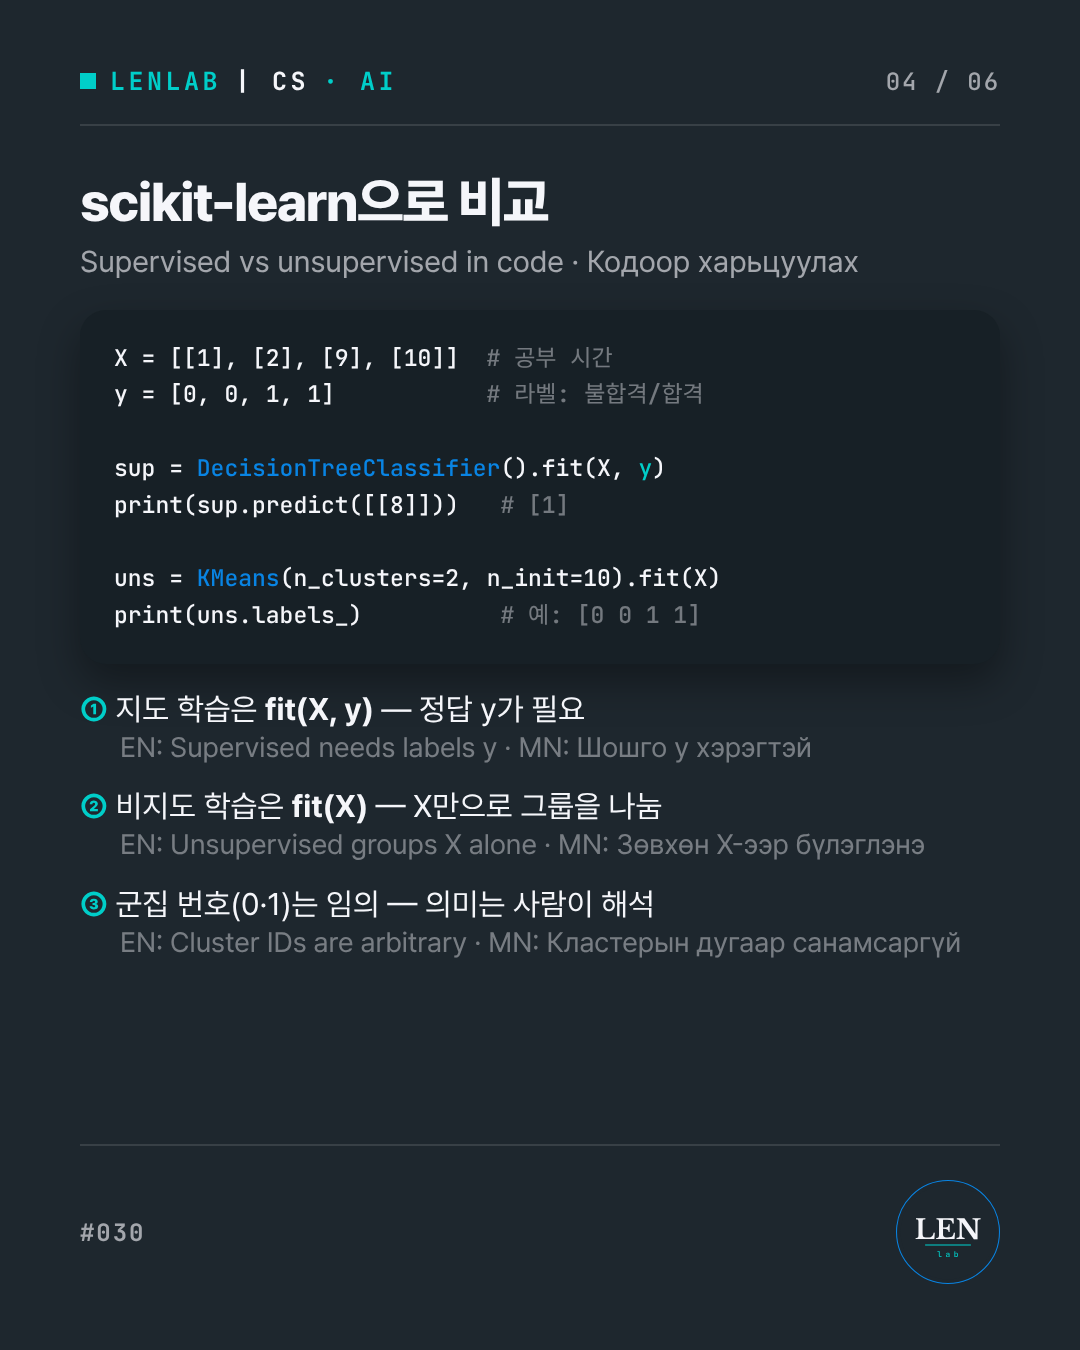 LENLAB | CS · AI
04 / 06
scikit-learn으로 비교
Supervised vs unsupervised in code · Кодоор харьцуулах
X = [[1], [2], [9], [10]]  # 공부 시간
y = [0, 0, 1, 1]           # 라벨: 불합격/합격
sup = DecisionTreeClassifier().fit(X, y)
print(sup.predict([[8]]))   # [1]
uns = KMeans(n_clusters=2, n_init=10).fit(X)
print(uns.labels_)          # 예: [0 0 1 1]
① 지도 학습은 fit(X, y) — 정답 y가 필요
EN: Supervised needs labels y · MN: Шошго y хэрэгтэй
② 비지도 학습은 fit(X) — X만으로 그룹을 나눔
EN: Unsupervised groups X alone · MN: Зөвхөн X-ээр бүлэглэнэ
③ 군집 번호(0·1)는 임의 — 의미는 사람이 해석
EN: Cluster IDs are arbitrary · MN: Кластерын дугаар санамсаргүй
#030
LEN
lab